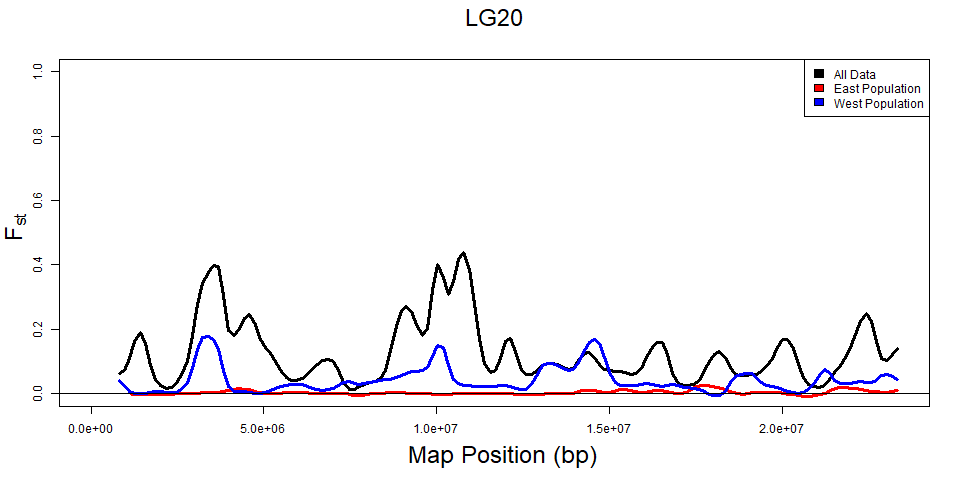 LG20
All Data
East Population
West Population
1.0
0.8
0.6
0.4
0.2
0.0
Fst
0.0e+00 5.0e+06 1.0e+07 1.5e+07 2.0e+07
Map Position (bp)